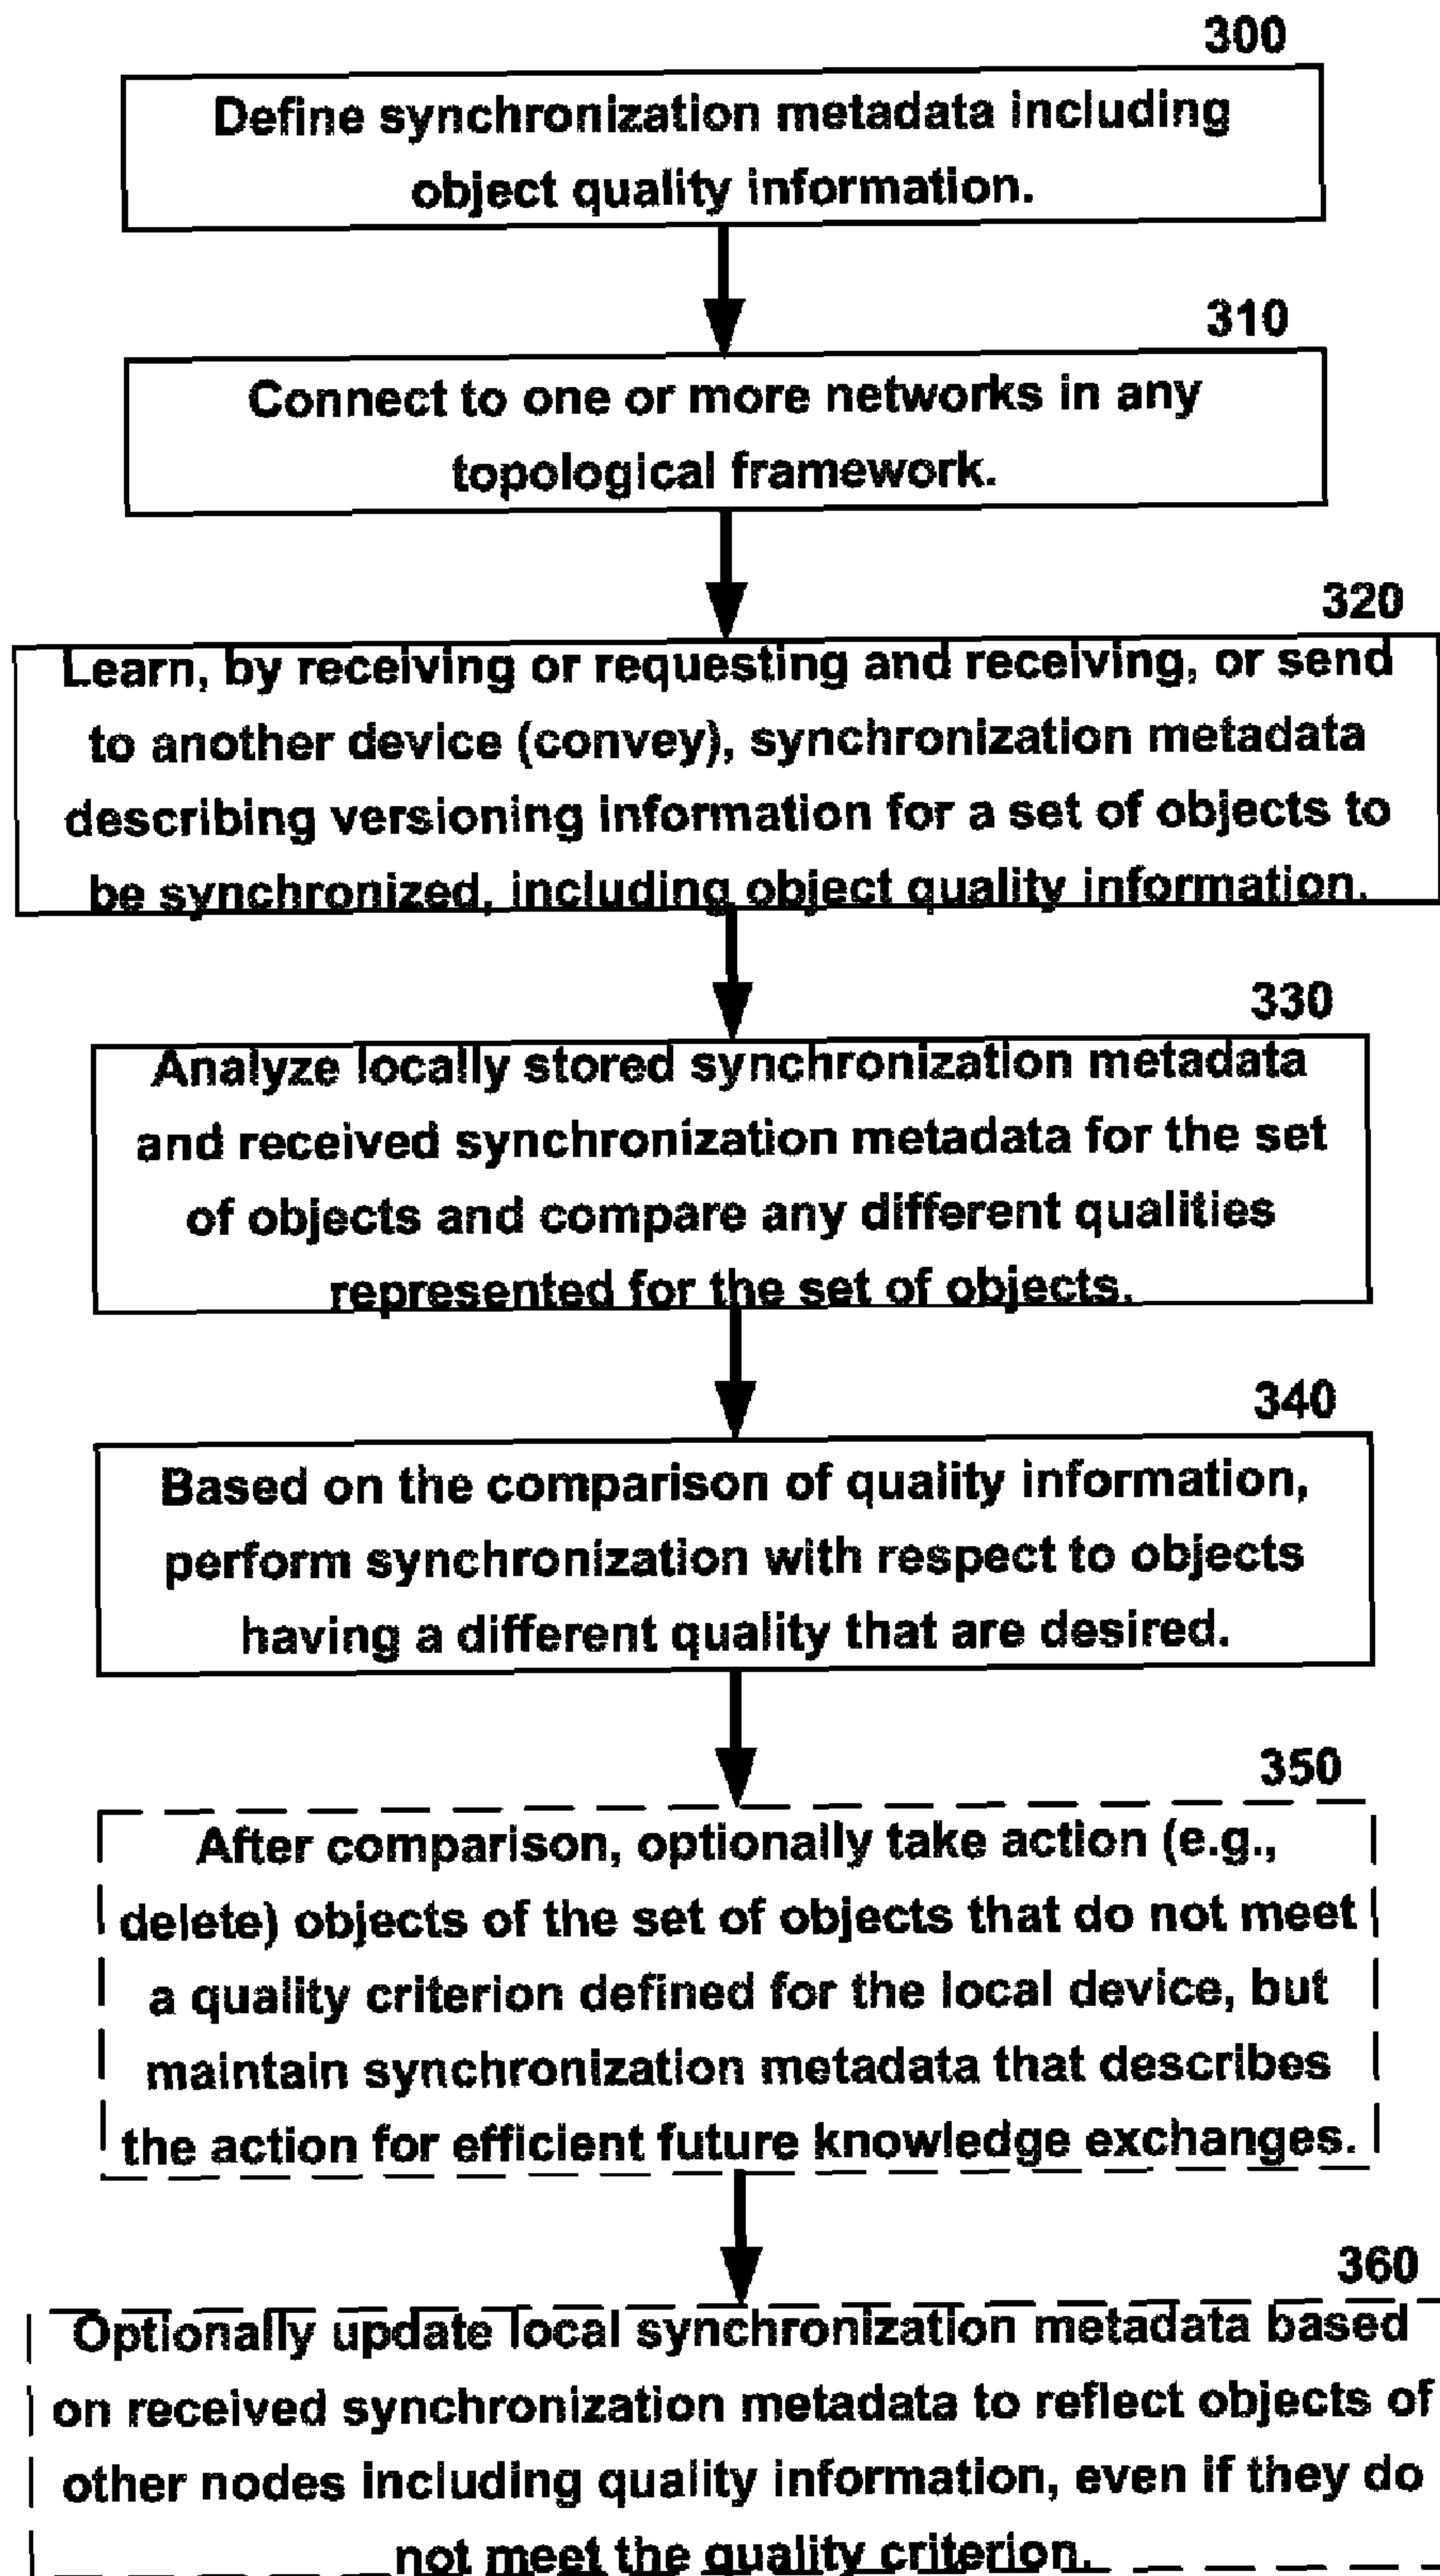 300
Define synchronization metadata including
object quality information.
310
Connect to one or more networks in any
topological framework.
320
Learn, by receiving or requesting and receiving, or send
to another device (convey), synchronization metadata
describing versioning information for a set of objects to
be synchronized, including object quality information.
330
Analyze locally stored synchronization metadata
and received synchronization metadata for the set
of objects and compare any different qualities
represented for the set of objects.
340
Based on the comparison of quality information,
perform synchronization with respect to objects
having a different quality that are desired.
350
After comparison, optionally take action (e.g.,
delete) objects of the set of objects that do not meet
a quality criterion defined for the local device, but
maintain synchronization metadata that describes
the action for efficient future knowledge exchanges.
360
Optionally update local synchronization metadata based
on received synchronization metadata to reflect objects of
other nodes including quality information, even if they do
not meet the quality criterion.